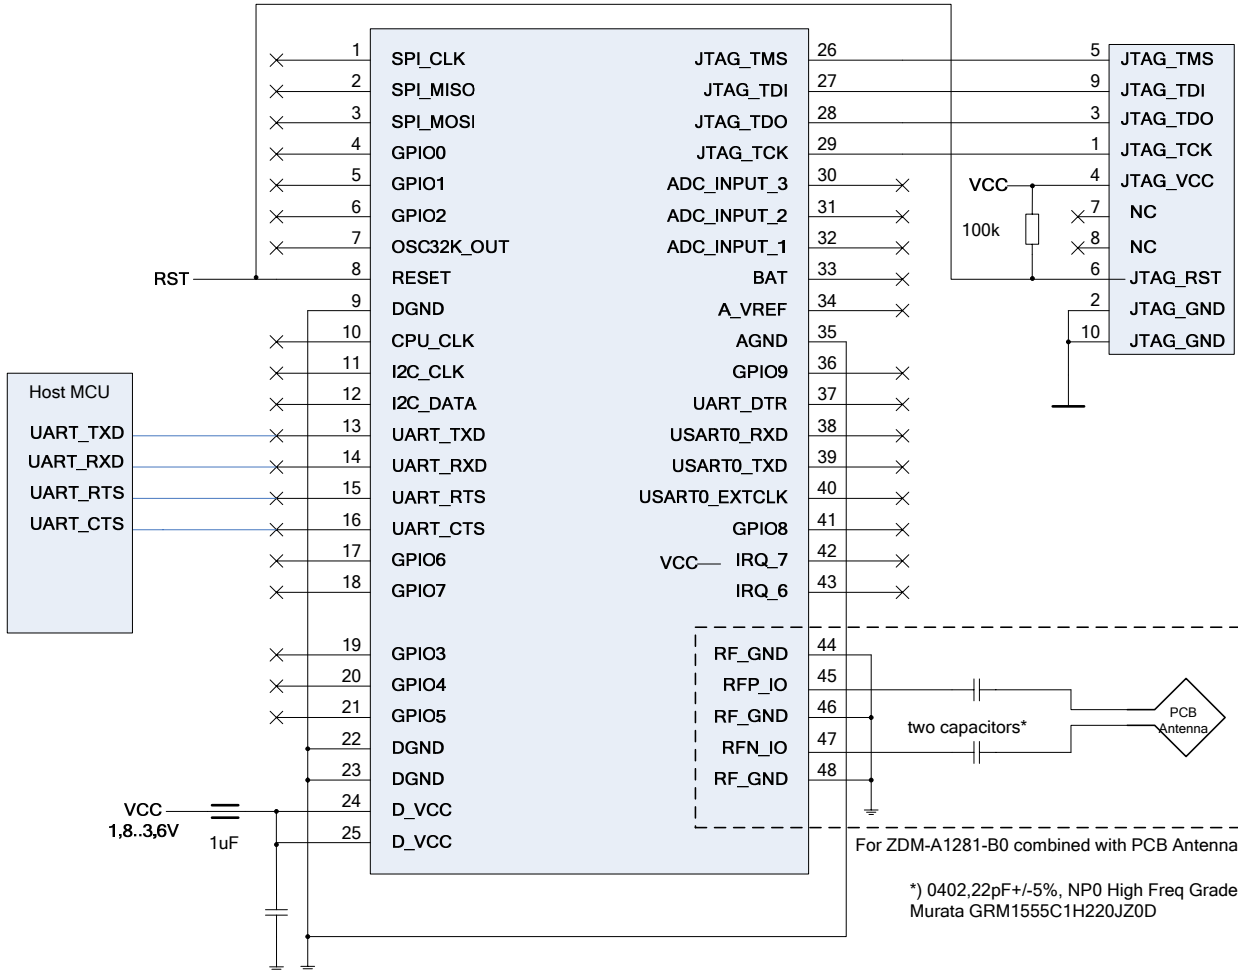 1 SPI_CLK JTAG_TMS 26 5 JTAG_TMS
2 SPI_MISO JTAG_TDI 27 9 JTAG_TDI
3 SPI_MOSI JTAG_TDO 28 3 JTAG_TDO
4 GPIO0 JTAG_TCK 29 1 JTAG_TCK
5 GPIO1 ADC_INPUT_3 30 VCC 4 JTAG_VCC
6 GPIO2 ADC_INPUT_2 31 100k 7 NC
7 OSC32K_OUT ADC_INPUT_1 32 8 NC
RST 8 RESET BAT 33 6 JTAG_RST
9 DGND A_VREF 34 2 JTAG_GND
10 CPU_CLK AGND 35 10 JTAG_GND
11 I2C_CLK GPIO9 36
Host MCU 12 I2C_DATA UART_DTR 37
UART_TXD 13 UART_TXD USART0_RXD 38
UART_RXD 14 UART_RXD USART0_TXD 39
UART_RTS 15 UART_RTS USART0_EXTCLK 40
UART_CTS 16 UART_CTS GPIO8 41
17 GPIO6 VCC IRQ_7 42
18 GPIO7 IRQ_6 43
19 GPIO3 RF_GND 44
20 GPIO4 RFP_IO 45
21 GPIO5 RF_GND 46 two capacitors* PCB Antenna
22 DGND RFN_IO 47
23 DGND RF_GND 48
VCC 24 D_VCC
1,8..3,6V 1uF 25 D_VCC
For ZDM-A1281-B0 combined with PCB Antenna
*) 0402,22pF+/-5%, NP0 High Freq Grade
Murata GRM1555C1H220JZ0D